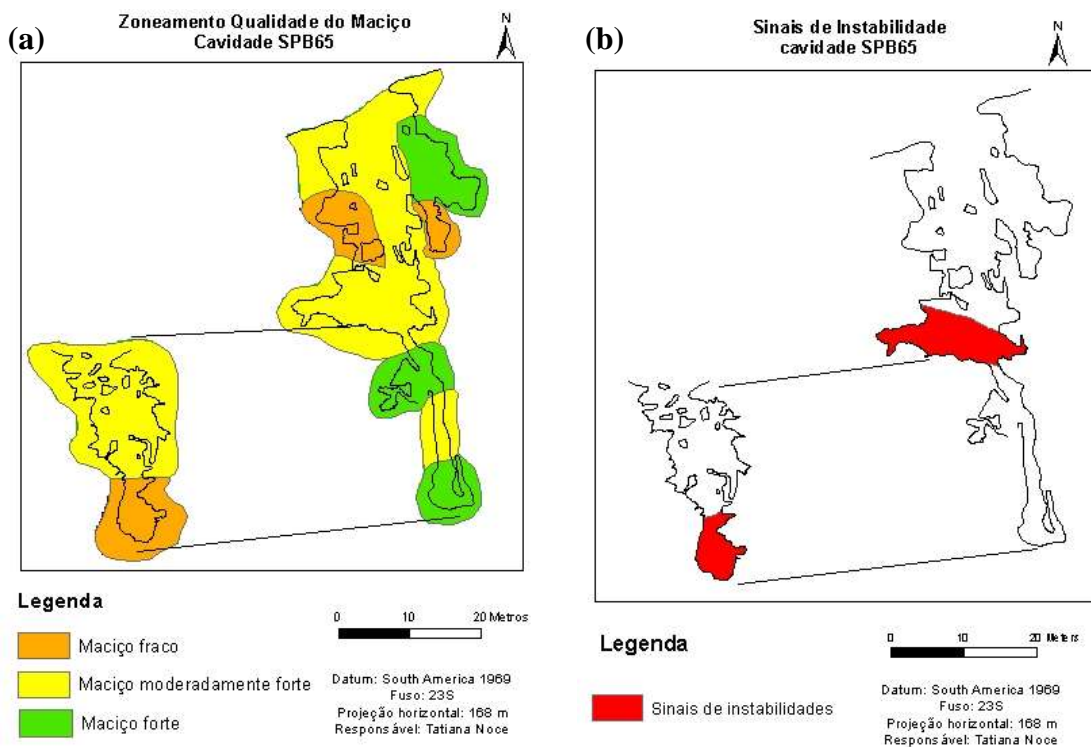 (a)
Zoneamento Qualidade do Maciço
Cavidade SPB65
N
Legenda
Maciço fraco
Maciço moderadamente forte
Maciço forte
0 10 20 Metros
Datum: South America 1969
Fuso: 23S
Projeção horizontal: 168 m
Responsável: Tatiana Noce
(b)
Sinais de Instabilidade
cavidade SPB65
N
Legenda
Sinais de instabilidades
0 10 20 Meters
Datum: South America 1969
Fuso: 23S
Projeção horizontal: 168 m
Responsável: Tatiana Noce